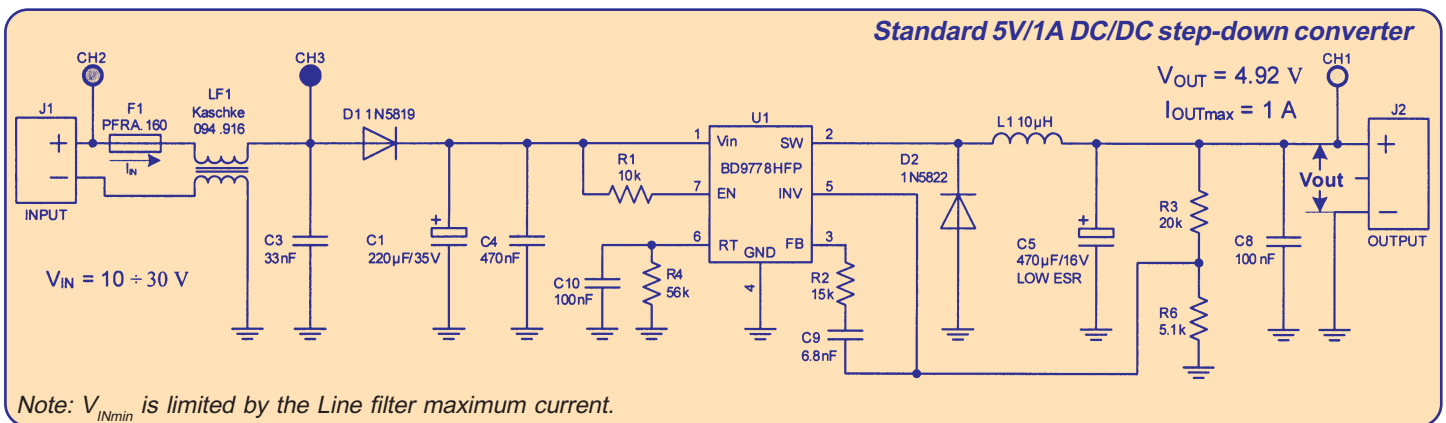 Standard 5V/1A DC/DC step-down converter
CH2
CH3
CH1
VOUT = 4.92 V
IOUTmax = 1 A
J1
+
−
INPUT
F1
PFRA.160
IIN
LF1
Kaschke
094.916
D1 1N5819
C3
33nF
C1
220µF/35V
+
C4
470nF
R1
10k
C10
100nF
R4
56k
U1
BD9778HFP
1
Vin
SW
2
7
EN
INV
5
6
RT
FB
3
GND
4
R2
15k
C9
6.8nF
D2
1N5822
L1 10µH
+
C5
470µF/16V
LOW ESR
R3
20k
R6
5.1k
C8
100nF
Vout
J2
+
−
OUTPUT
VIN = 10 ÷ 30 V
Note: VINmin is limited by the Line filter maximum current.